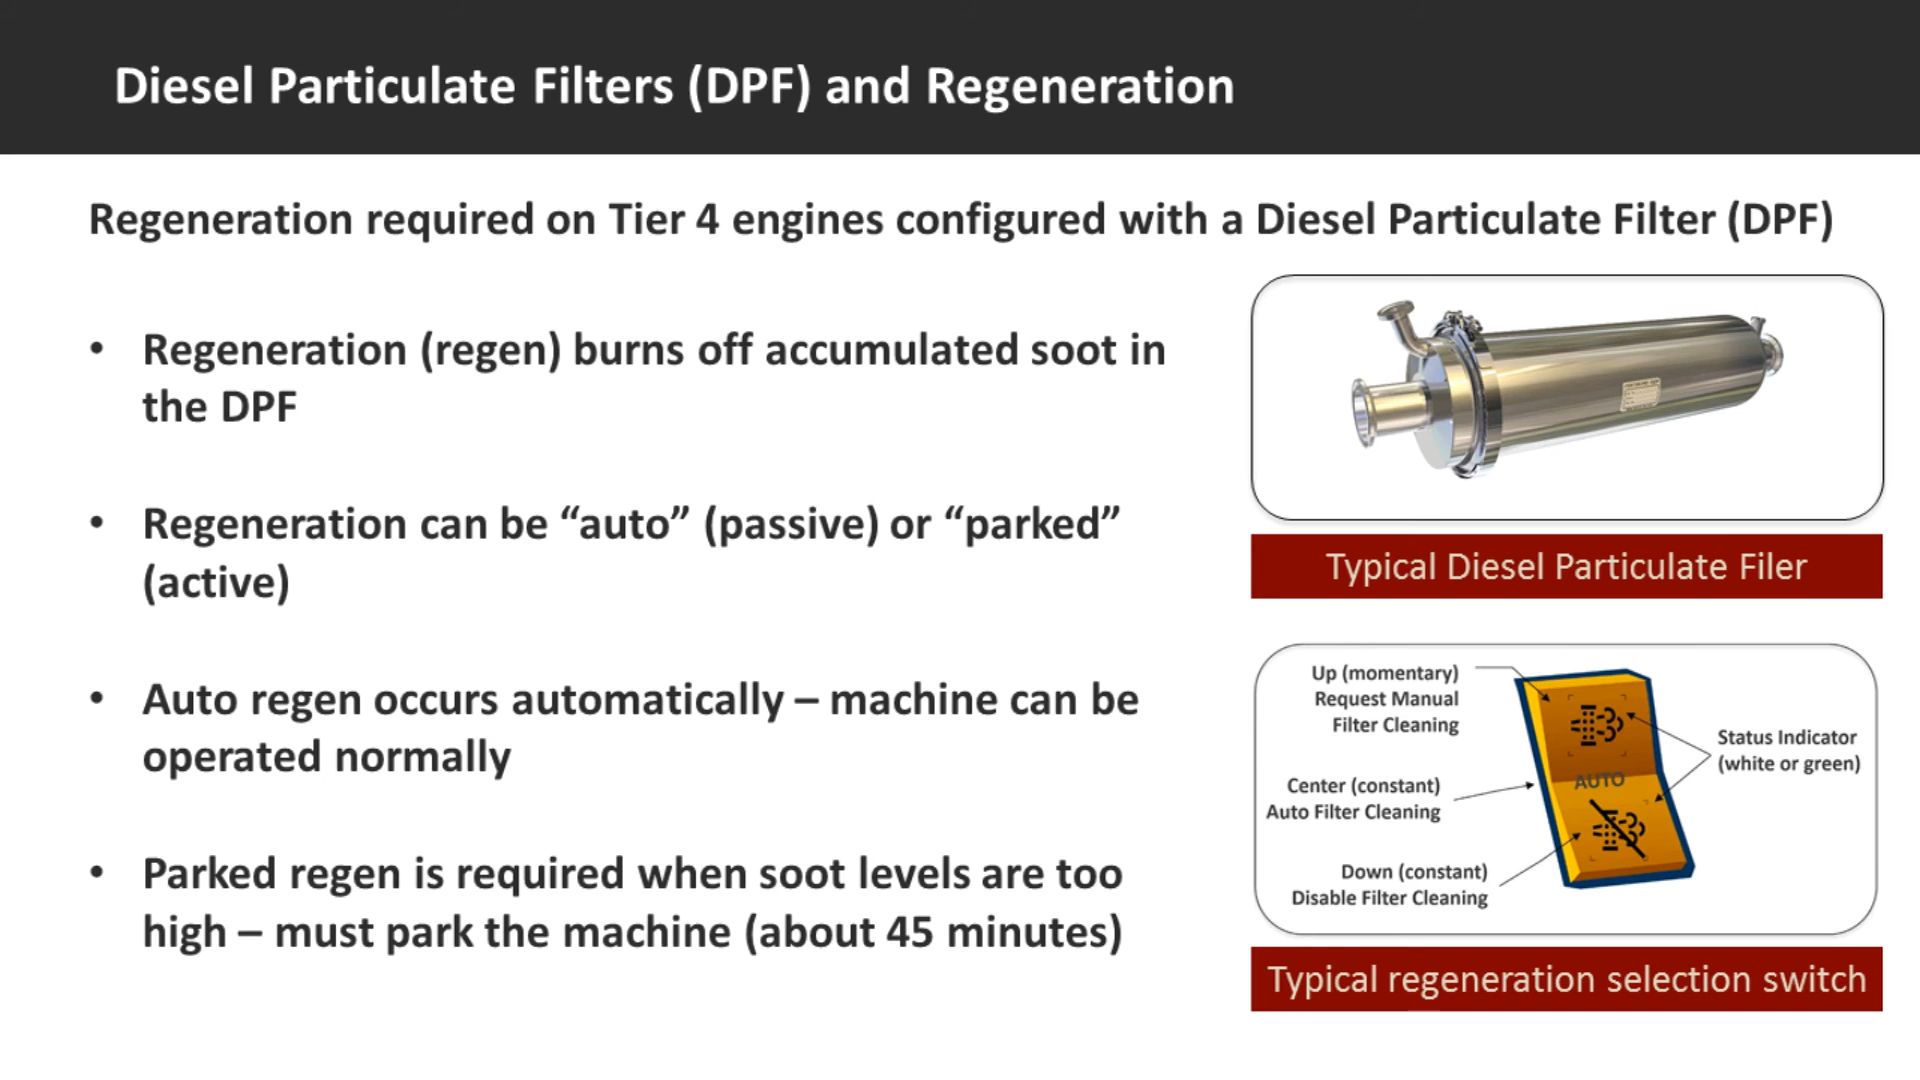 Diesel Particulate Filters (DPF) and Regeneration
Regeneration required on Tier 4 engines configured with a Diesel Particulate Filter (DPF)
• Regeneration (regen) burns off accumulated soot in
the DPF
• Regeneration can be “auto” (passive) or “parked”
(active)
• Auto regen occurs automatically – machine can be
operated normally
• Parked regen is required when soot levels are too
high – must park the machine (about 45 minutes)
Typical Diesel Particulate Filer
Up (momentary)
Request Manual
Filter Cleaning
Status Indicator
(white or green)
AUTO
Center (constant)
Auto Filter Cleaning
Down (constant)
Disable Filter Cleaning
Typical regeneration selection switch